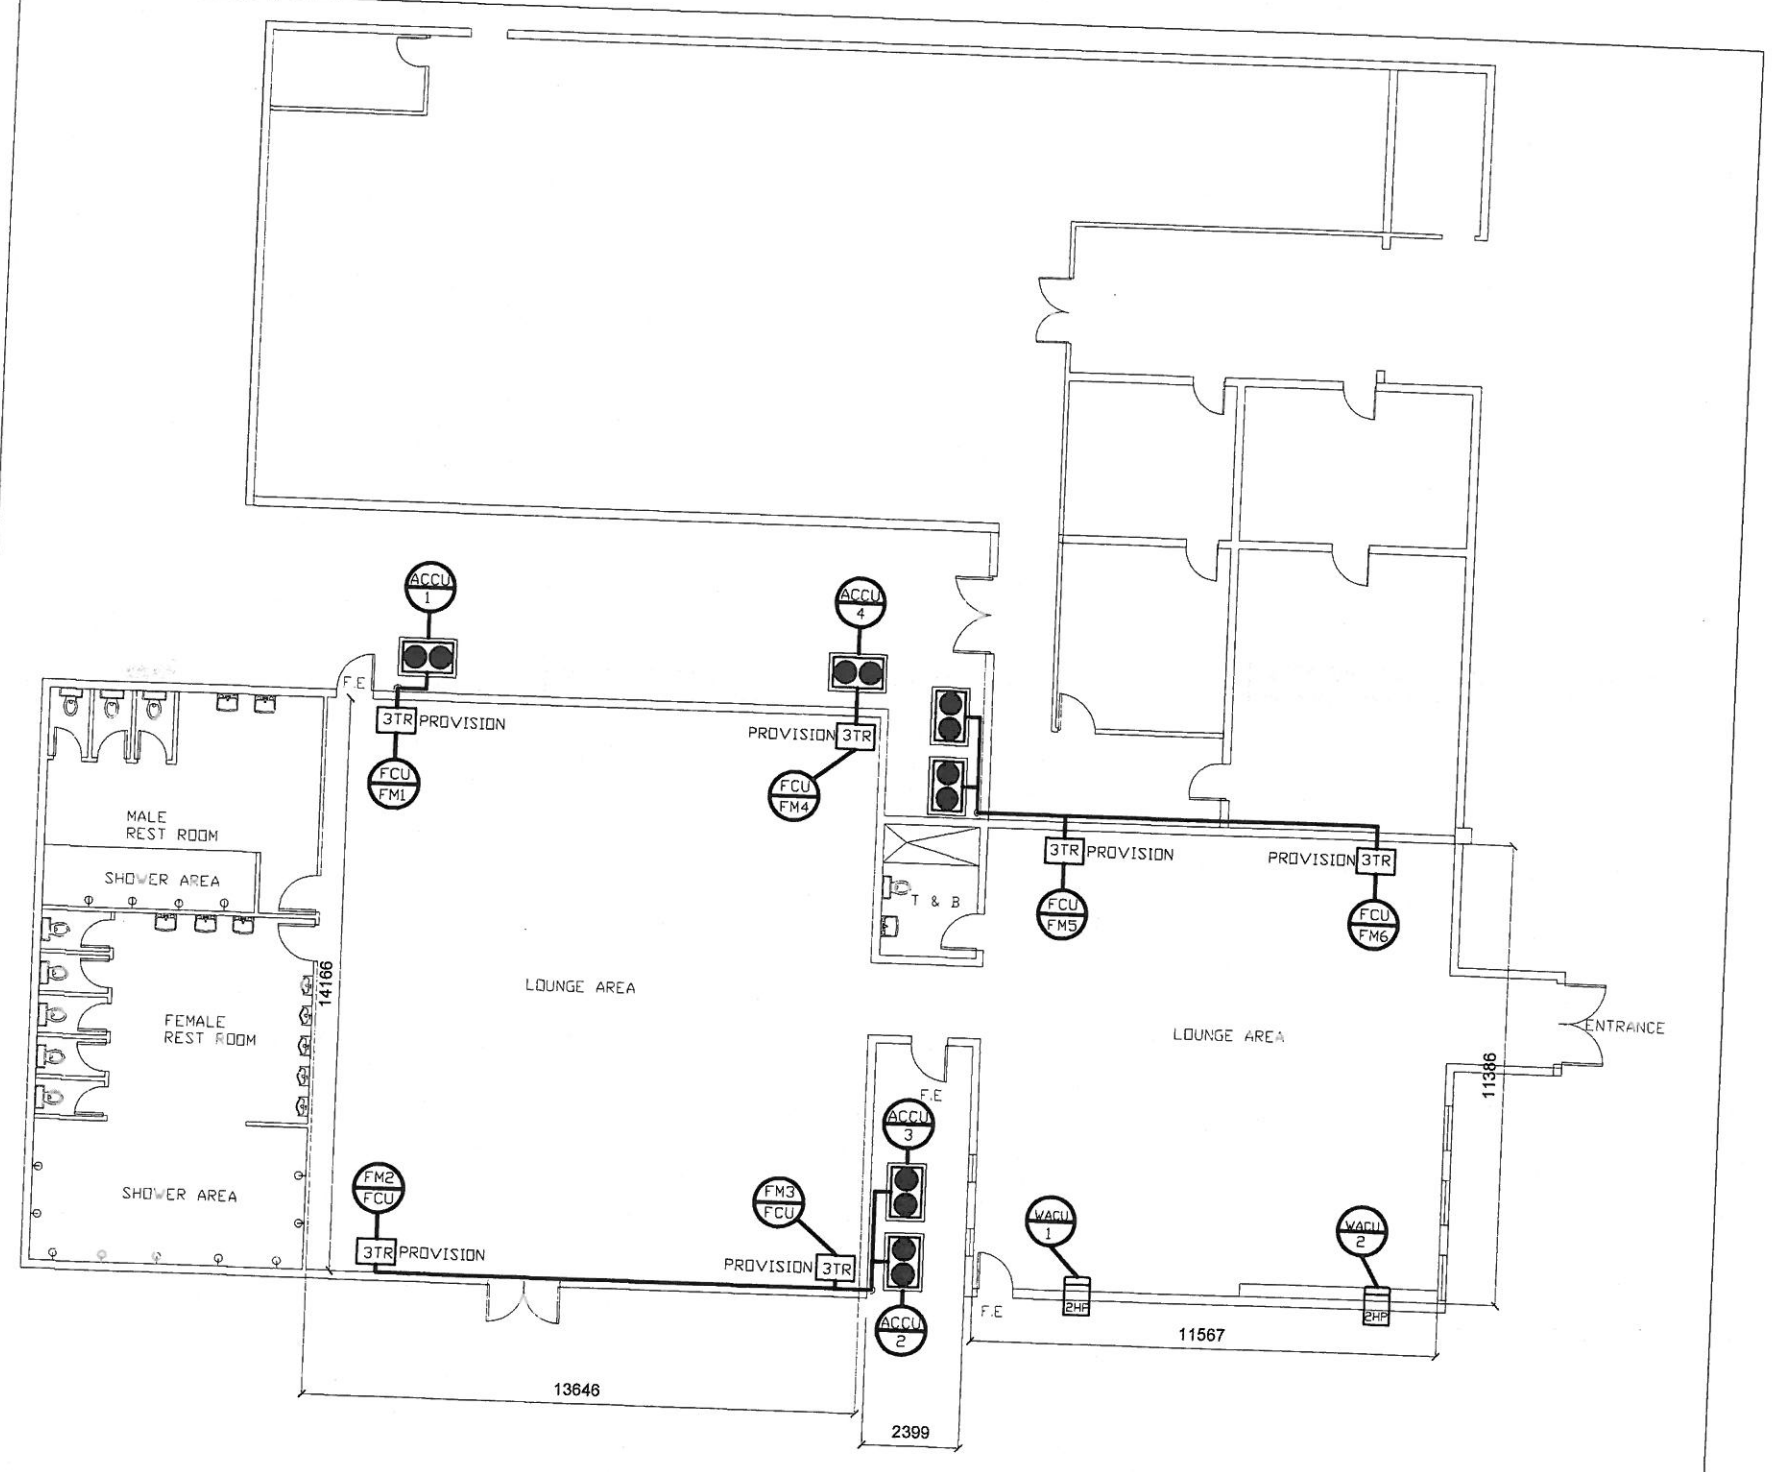 ACCU
1
ACCU
4
F.E
3TR PROVISION
PROVISION 3TR
FCU
FM1
FCU
FM4
MALE
REST ROOM
SHOWER AREA
3TR PROVISION
PROVISION 3TR
T & B
FCU
FM5
FCU
FM6
14166
LOUNGE AREA
FEMALE
REST ROOM
LOUNGE AREA
ENTRANCE
11386
F.E
ACCU
3
SHOWER AREA
FM2
FCU
FM3
FCU
WACU
1
WACU
2
3TR PROVISION
PROVISION 3TR
2HP
2HP
F.E
ACCU
2
11567
13646
2399